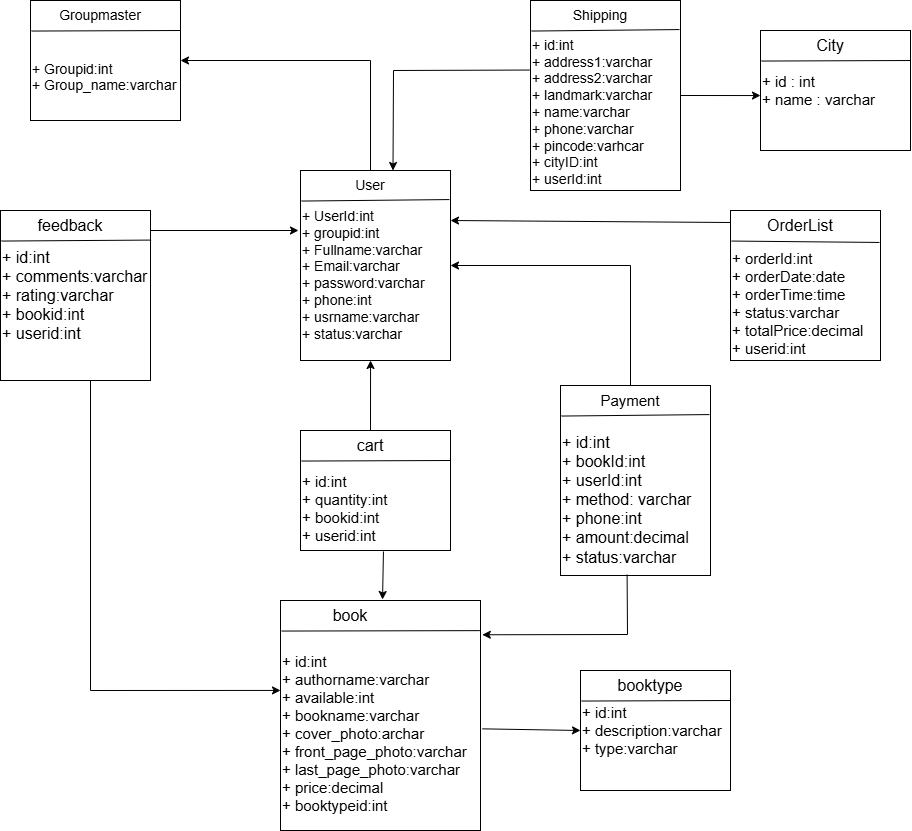 Groupmaster
+ Groupid:int
+ Group_name:varchar
Shipping
+ id:int
+ address1:varchar
+ address2:varchar
+ landmark:varchar
+ name:varchar
+ phone:varchar
+ pincode:varhcar
+ cityID:int
+ userId:int
City
+ id : int
+ name : varchar
User
+ UserId:int
+ groupid:int
+ Fullname:varchar
+ Email:varchar
+ password:varchar
+ phone:int
+ usrname:varchar
+ status:varchar
feedback
+ id:int
+ comments:varchar
+ rating:varchar
+ bookid:int
+ userid:int
OrderList
+ orderId:int
+ orderDate:date
+ orderTime:time
+ status:varchar
+ totalPrice:decimal
+ userid:int
Payment
+ id:int
+ bookId:int
+ userId:int
+ method: varchar
+ phone:int
+ amount:decimal
+ status:varchar
cart
+ id:int
+ quantity:int
+ bookid:int
+ userid:int
book
+ id:int
+ authorname:varchar
+ available:int
+ bookname:varchar
+ cover_photo:archar
+ front_page_photo:varchar
+ last_page_photo:varchar
+ price:decimal
+ booktypeid:int
booktype
+ id:int
+ description:varchar
+ type:varchar